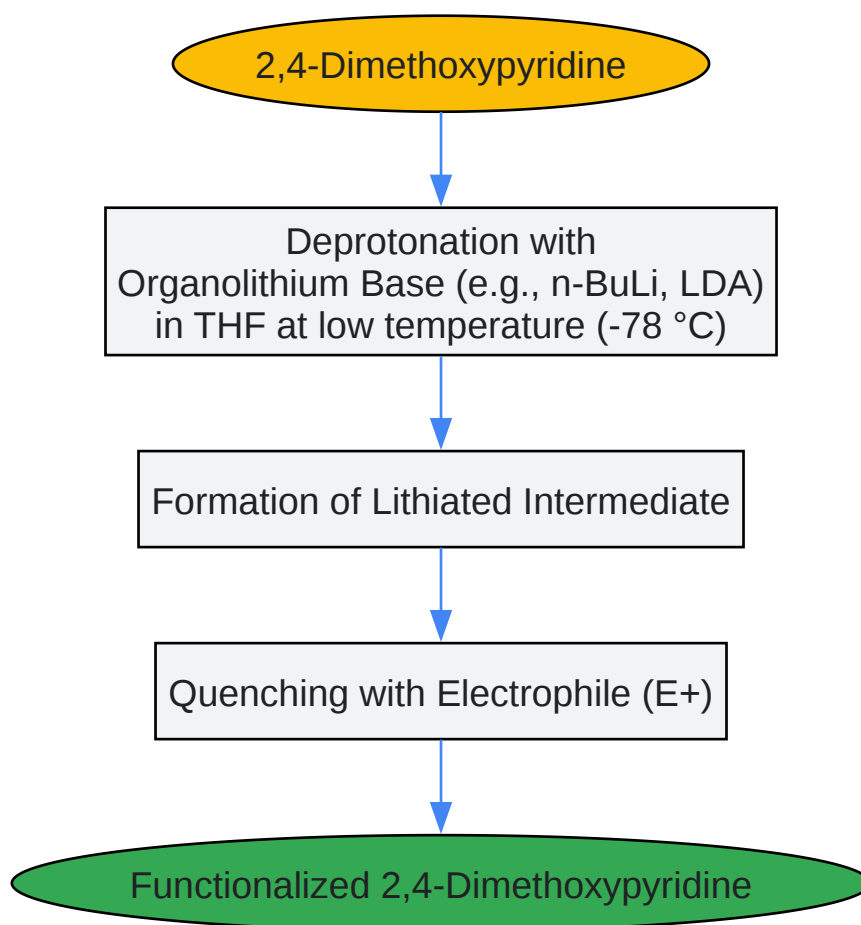 2,4-Dimethoxypyridine
Deprotonation with
Organolithium Base (e.g., n-BuLi, LDA)
in THF at low temperature (-78 °C)
Formation of Lithiated Intermediate
Quenching with Electrophile (E+)
Functionalized 2,4-Dimethoxypyridine